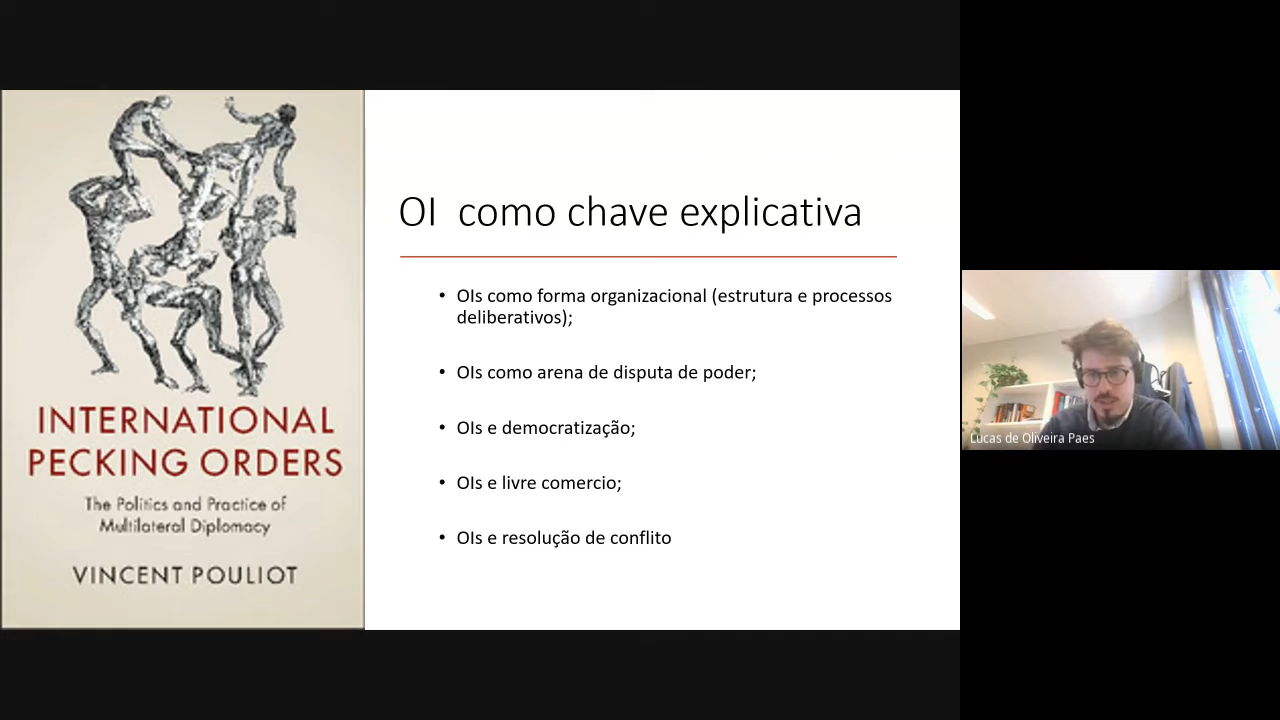 INTERNATIONAL
PECKING ORDERS
The Politics and Practice of
Multilateral Diplomacy
VINCENT POULIOT
OI como chave explicativa
• OIs como forma organizacional (estrutura e processos
deliberativos);
• OIs como arena de disputa de poder;
• OIs e democratização;
• OIs e livre comercio;
• OIs e resolução de conflito
Lucas de Oliveira Paes